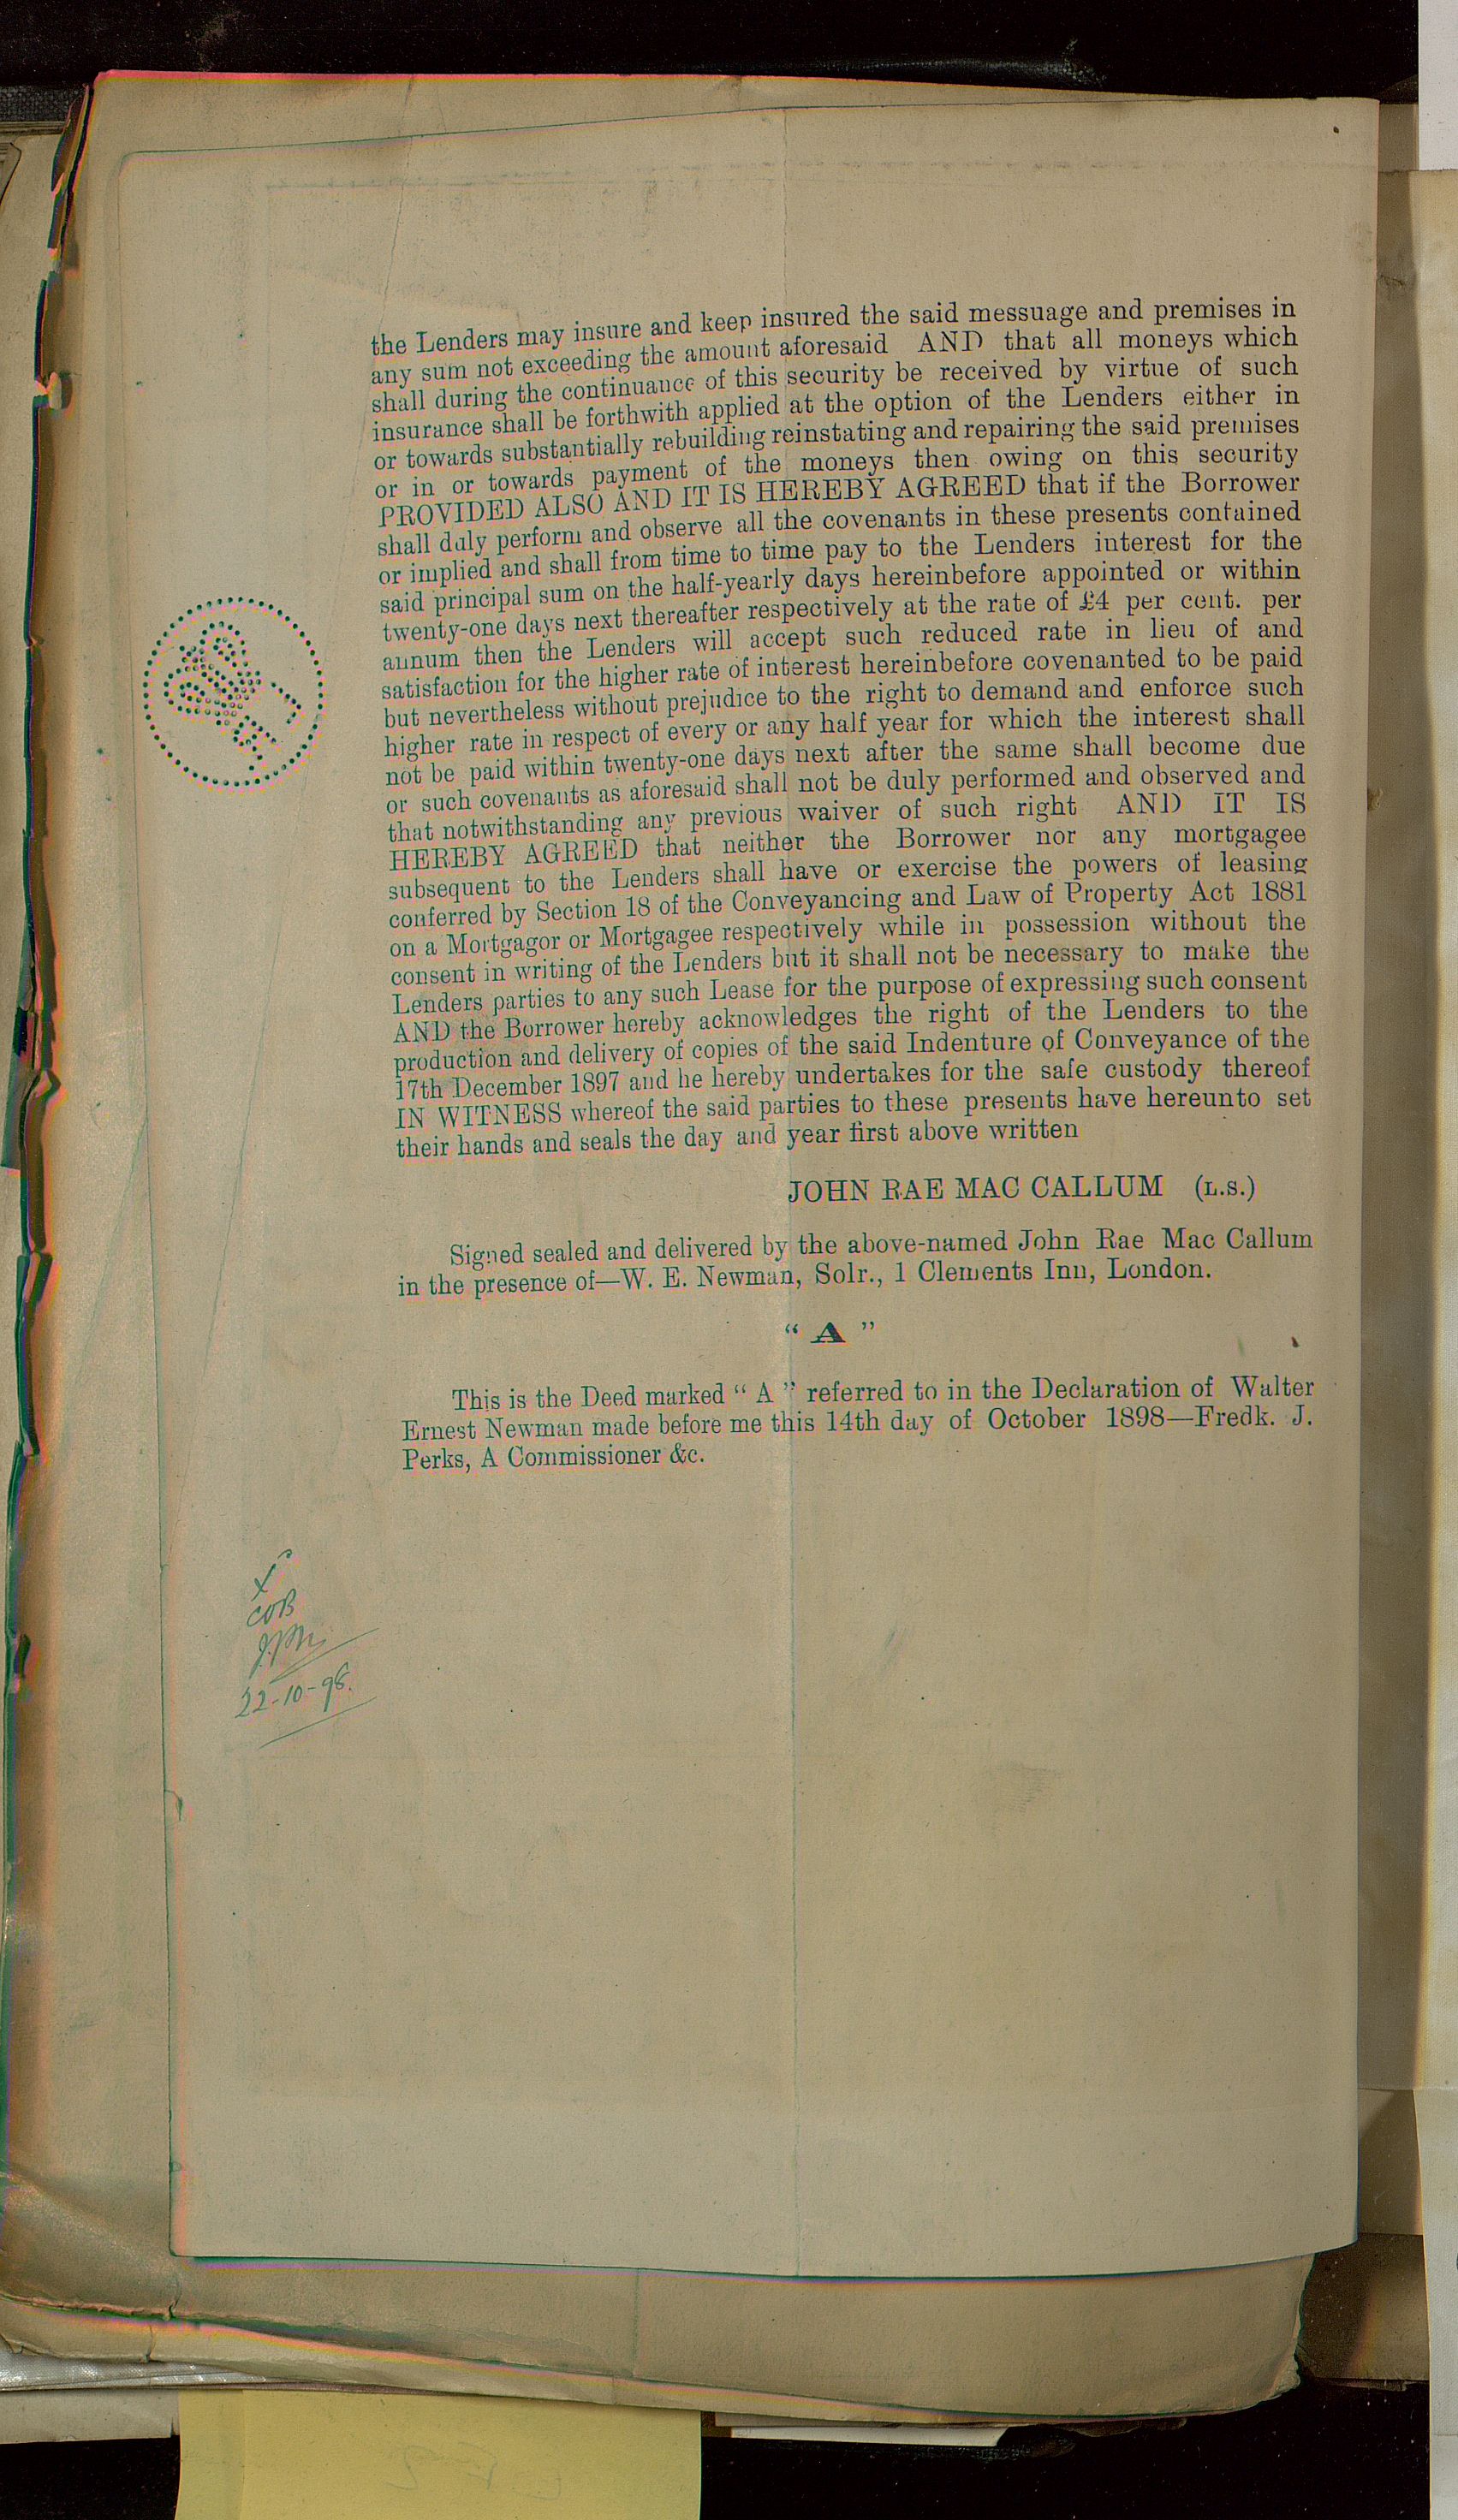 the Lenders may insure and keep insured the said messuage and premises in
any sum not exceeding the amount aforesaid AND that all moneys which
shall during the continuance of this security be received by virtue of such
insurance shall be forthwith applied at the option of the Lenders either in
or towards substantially rebuilding reinstating and repairing the said premises
or in or towards payment of the moneys then owing on this security
PROVIDED ALSO AND IT IS HEREBY AGREED that if the Borrower
shall duly perform and observe all the covenants in these presents contained
or implied and shall from time to time pay to the Lenders interest for the
said principal sum on the half-yearly days hereinbefore appointed or within
twenty-one days next thereafter respectively at the rate of £4 per cent. per
annum then the Lenders will accept such reduced rate in lieu of and
satisfaction for the higher rate of interest hereinbefore covenanted to be paid
but nevertheless without prejudice to the right to demand and enforce such
higher rate in respect of every or any half year for which the interest shall
not be paid within twenty-one days next after the same shall become due
or such covenants as aforesaid shall not be duly performed and observed and
that notwithstanding any previous waiver of such right AND IT IS
HEREBY AGREED that neither the Borrower nor any mortgagee
subsequent to the Lenders shall have or exercise the powers of leasing
conferred by Section 18 of the Conveyancing and Law of Property Act 1881
on a Mortgagor or Mortgagee respectively while in possession without the
consent in writing of the Lenders but it shall not be necessary to make the
Lenders parties to any such Lease for the purpose of expressing such consent
AND the Borrower hereby acknowledges the right of the Lenders to the
production and delivery of copies of the said Indenture of Conveyance of the
17th December 1897 and he hereby undertakes for the safe custody thereof
IN WITNESS whereof the said parties to these presents have hereunto set
their hands and seals the day and year first above written
JOHN RAE MAC CALLUM (L.S.)
Signed sealed and delivered by the above-named John Rae Mac Callum
in the presence of—W. E. Newman, Solr., 1 Clements Inn, London.
“ A ”
This is the Deed marked “ A ” referred to in the Declaration of Walter
Ernest Newman made before me this 14th day of October 1898—Fredk. J.
Perks, A Commissioner &c.
22-10-98.